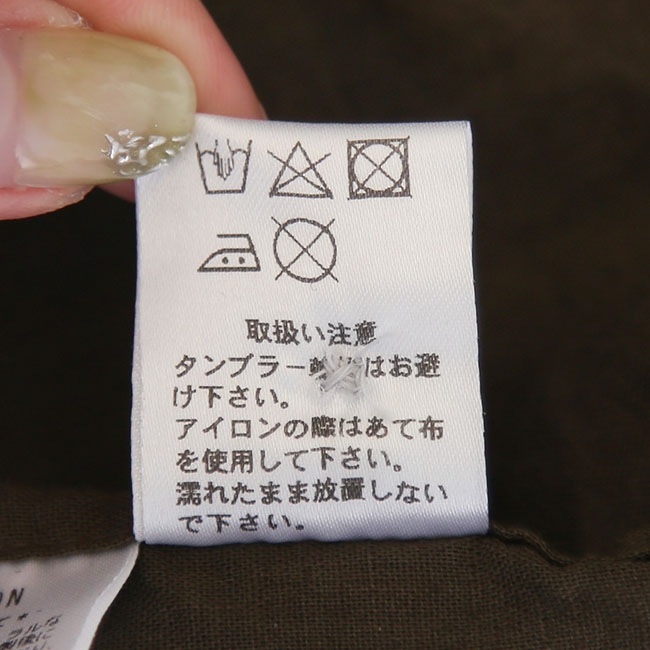 取扱い注意
タンブラー はお避
け下さい。
アイロンの際はあて布
を使用して下さい。
濡れたまま放置しない
で下さい。
ON